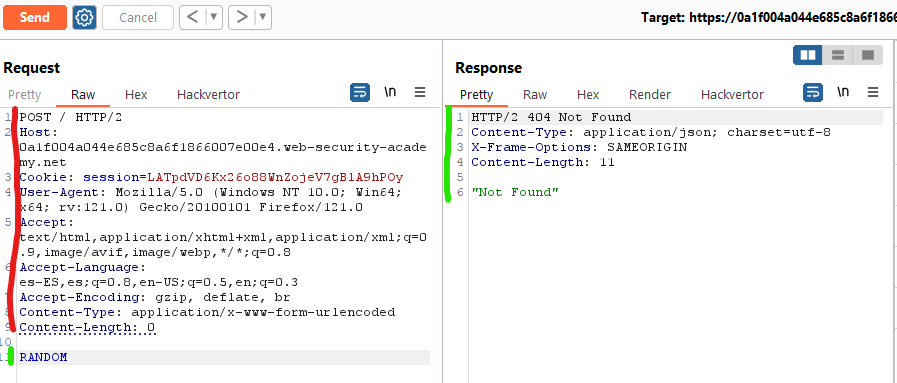 Send
Cancel
< ▼
> ▼
Target: https://0a1f004a044e685c8a6f1866
Request
Response
Pretty
Raw
Hex
Hackvertor
\n
Pretty
Raw
Hex
Render
Hackvertor
\n
1 POST / HTTP/2
2 Host:
0a1f004a044e685c8a6f1866007e00e4.web-security-acade
my.net
3 Cookie: session=LATpdVD6Kx26o88WnZojeV7gBlA9hPOy
4 User-Agent: Mozilla/5.0 (Windows NT 10.0; Win64;
x64; rv:121.0) Gecko/20100101 Firefox/121.0
5 Accept:
text/html,application/xhtml+xml,application/xml;q=0
.9,image/avif,image/webp,*/*;q=0.8
6 Accept-Language:
es-ES,es;q=0.8,en-US;q=0.5,en;q=0.3
7 Accept-Encoding: gzip, deflate, br
8 Content-Type: application/x-www-form-urlencoded
9 Content-Length: 0
10
11 RANDOM
1 HTTP/2 404 Not Found
2 Content-Type: application/json; charset=utf-8
3 X-Frame-Options: SAMEORIGIN
4 Content-Length: 11
5
6 "Not Found"